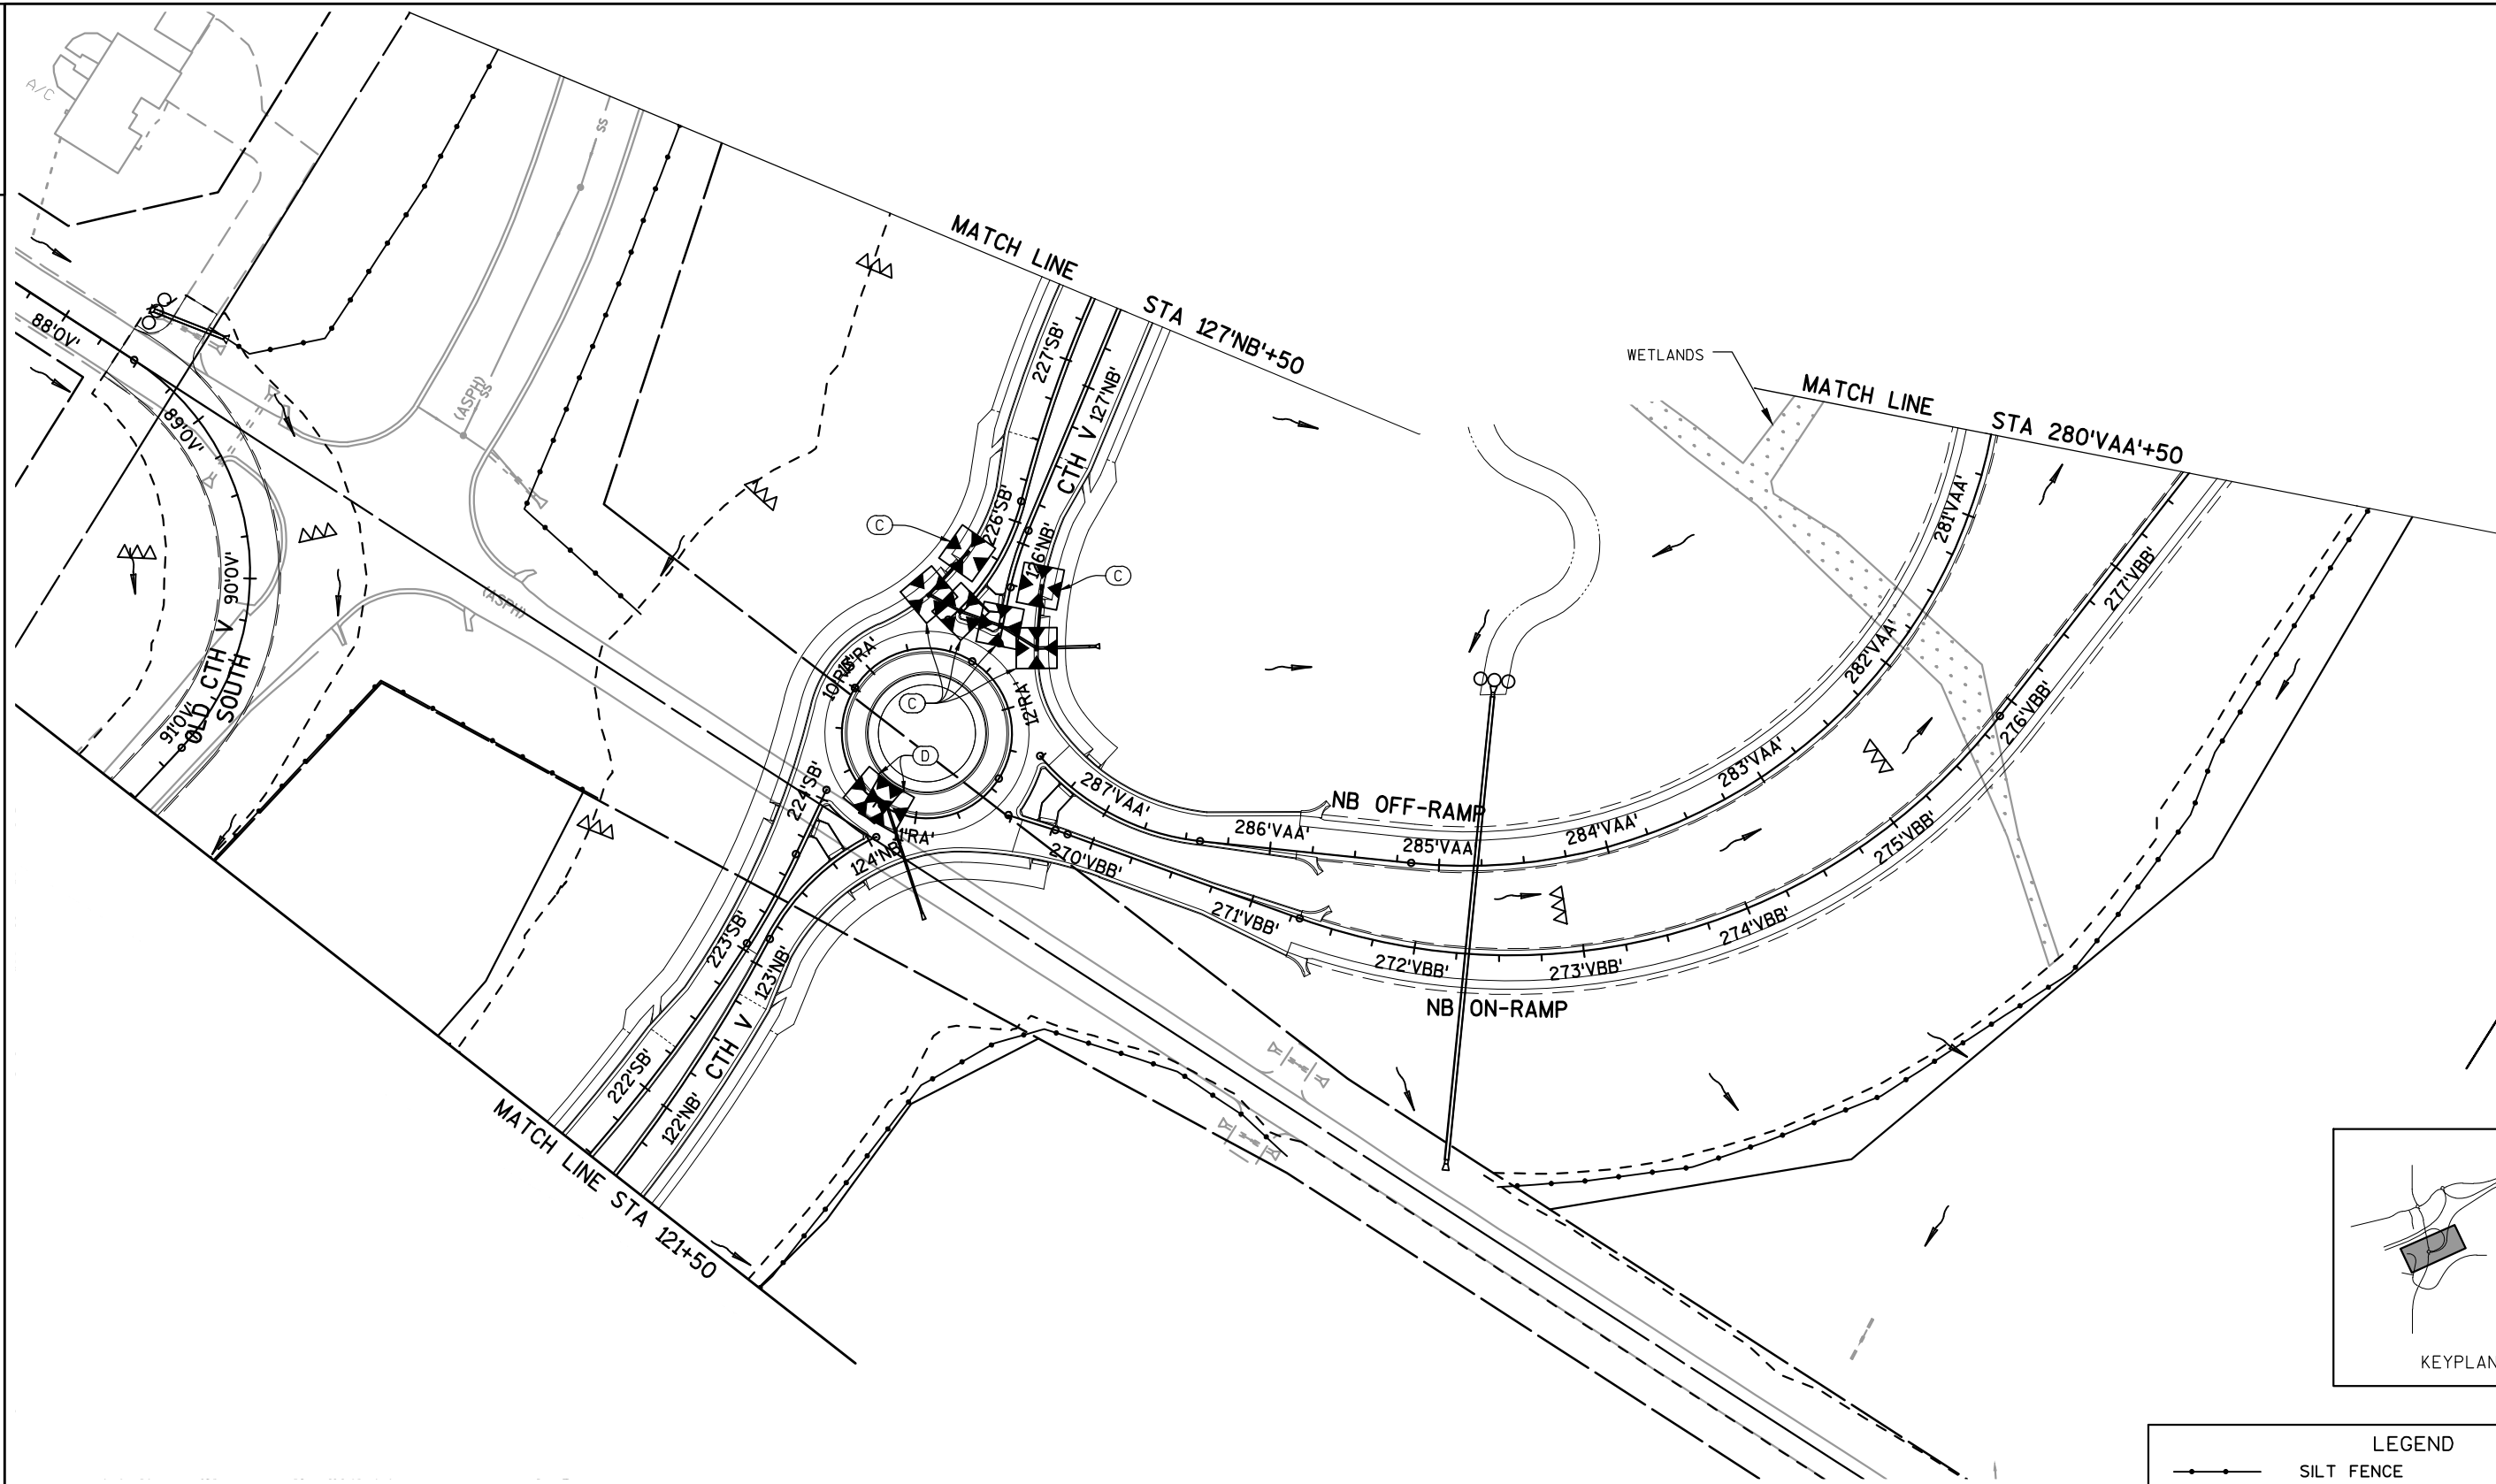 A/C
SS
MATCH LINE
STA 127'NB'+50
WETLANDS
MATCH LINE
STA 280'VAA'+50
88'OV'
89'OV'
90'OV'
91'OV'
OLD CTH V
SOUTH
(ASPH)
SS
(ASPH)
227'SB'
127'NB'
CTH V
226'SB'
126'NB'
C
C
C
D
12'RA'
11'RA'
224'SB'
124'NB'
223'SB'
123'NB'
CTH V
222'SB'
122'NB'
MATCH LINE STA 121+50
287'VAA'
NB OFF-RAMP
286'VAA'
285'VAA'
284'VAA'
283'VAA'
282'VAA'
281'VAA'
270'VBB'
271'VBB'
272'VBB'
273'VBB'
274'VBB'
275'VBB'
276'VBB'
277'VBB'
NB ON-RAMP
KEYPLAN
LEGEND
SILT FENCE